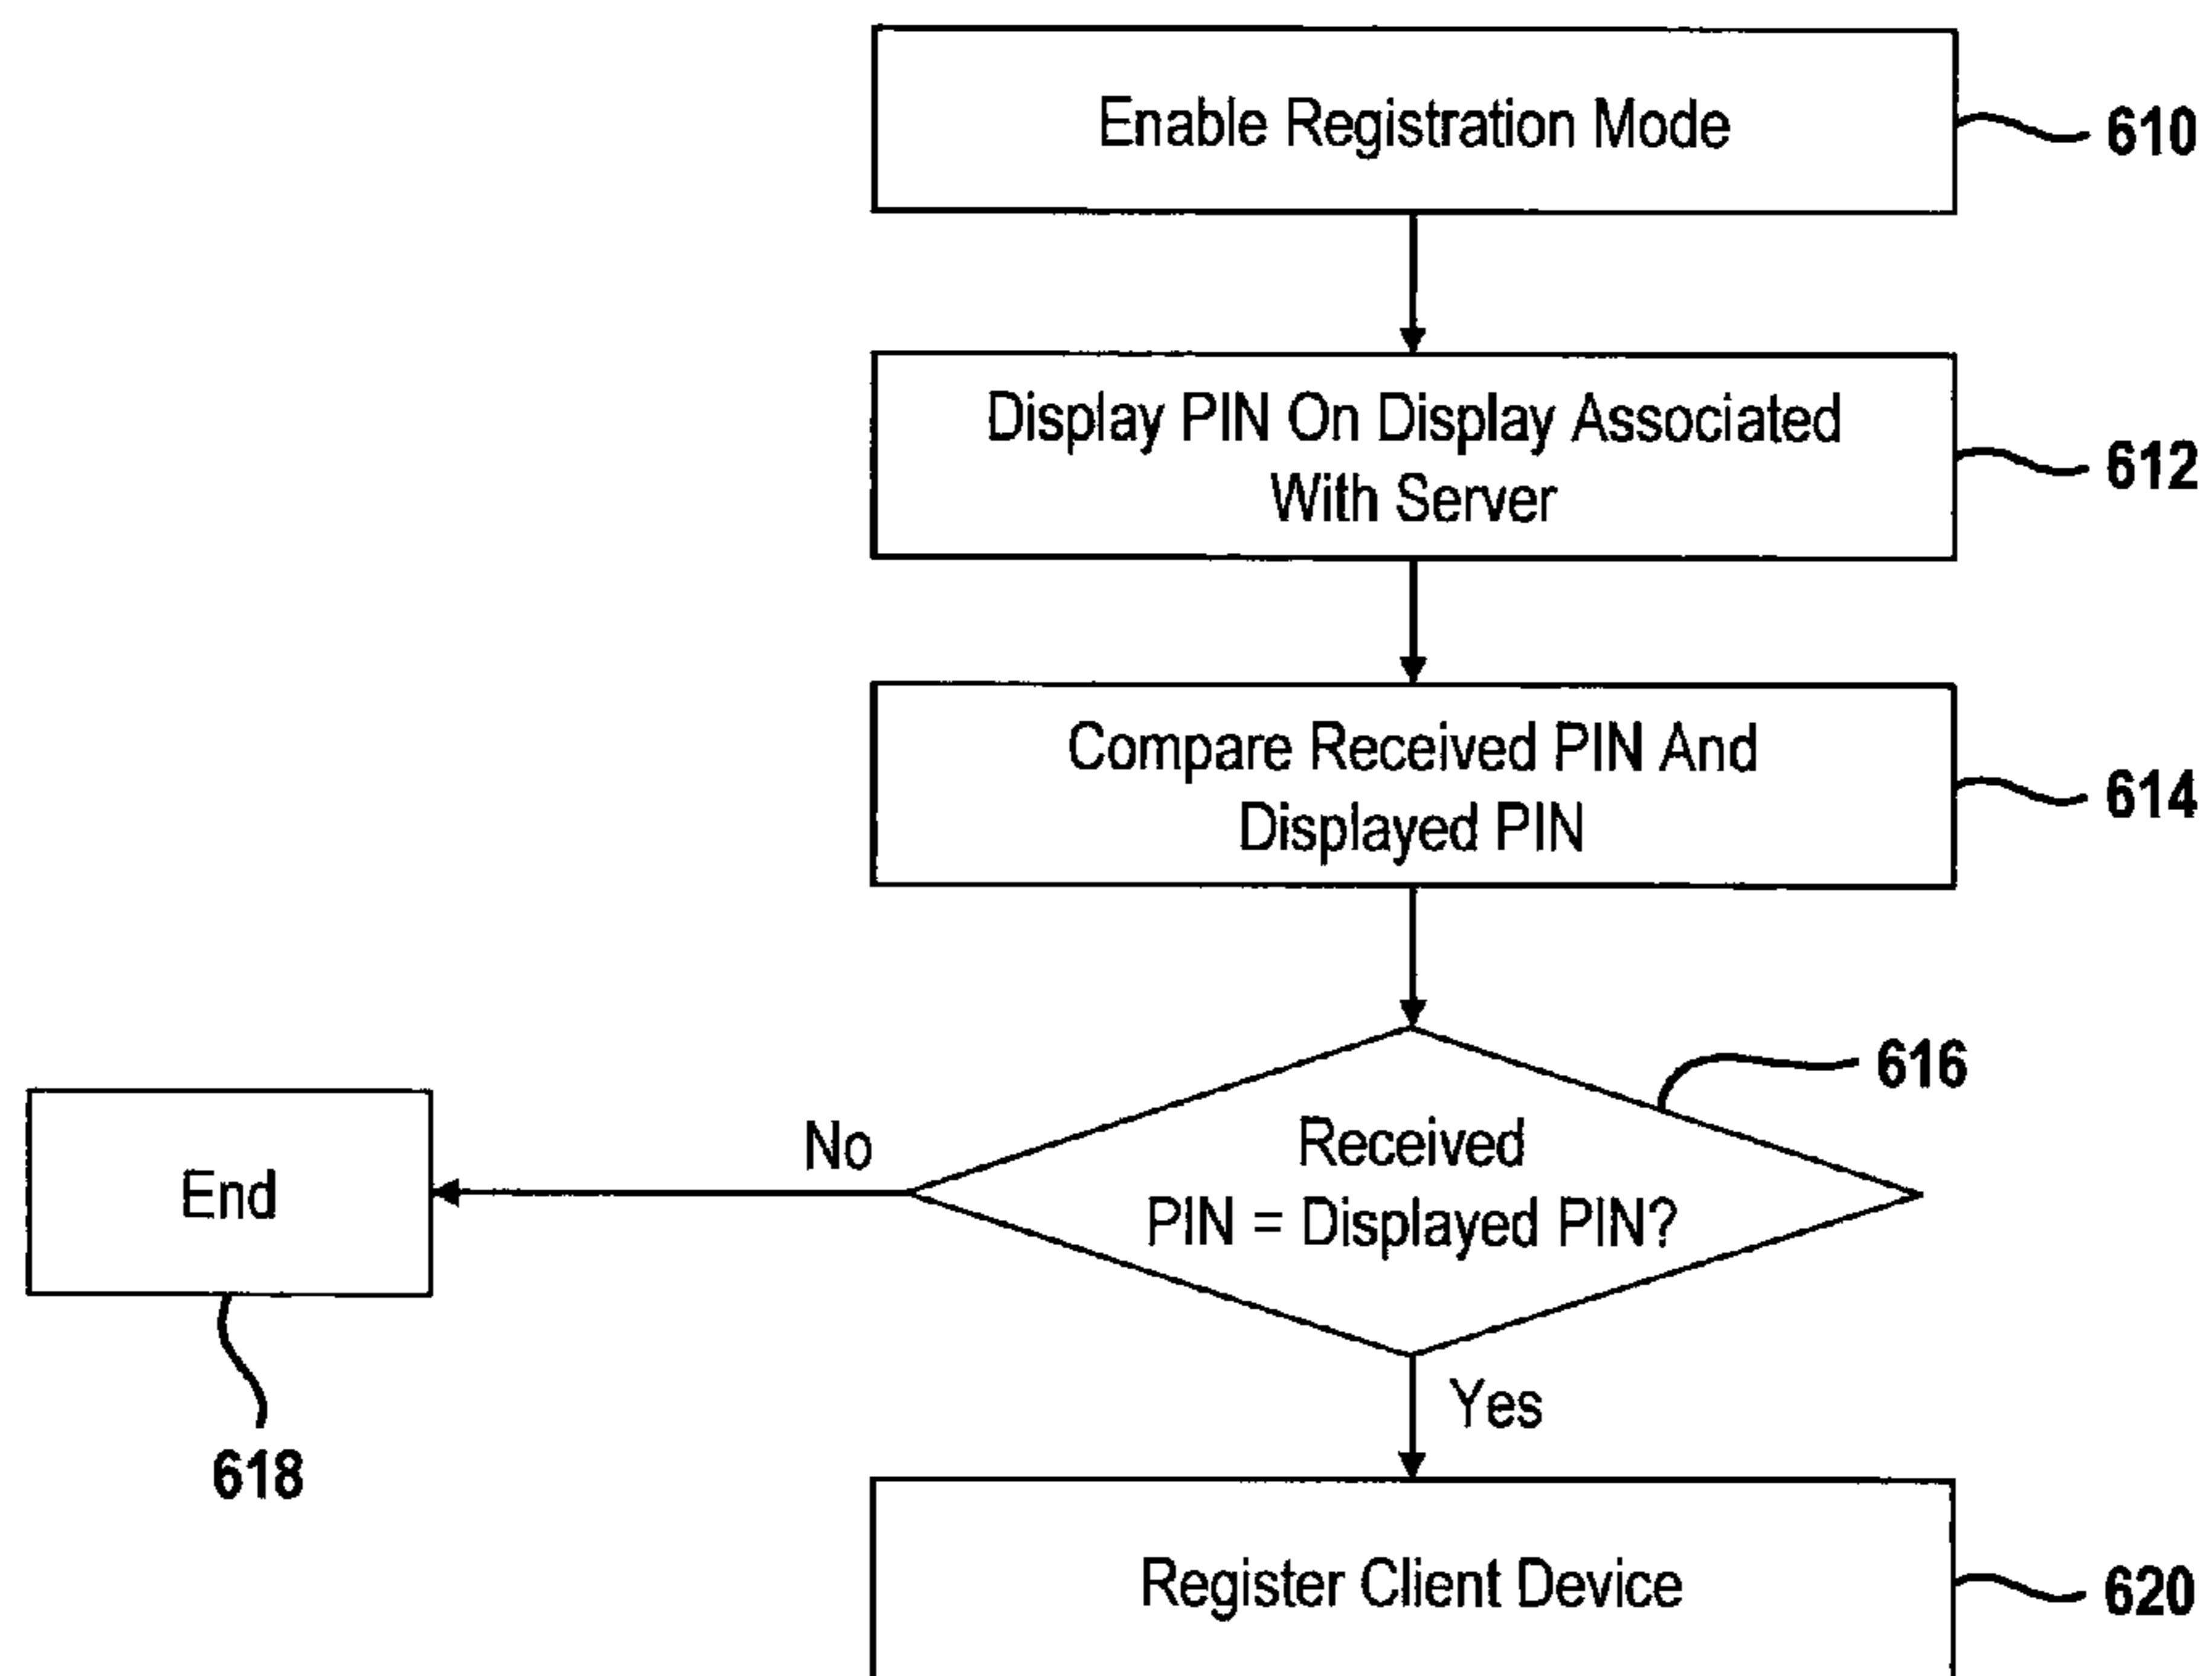 Enable Registration Mode
610
Display PIN On Display Associated
With Server
612
Compare Received PIN And
Displayed PIN
614
616
Received
PIN = Displayed PIN?
No
End
618
Yes
Register Client Device
620